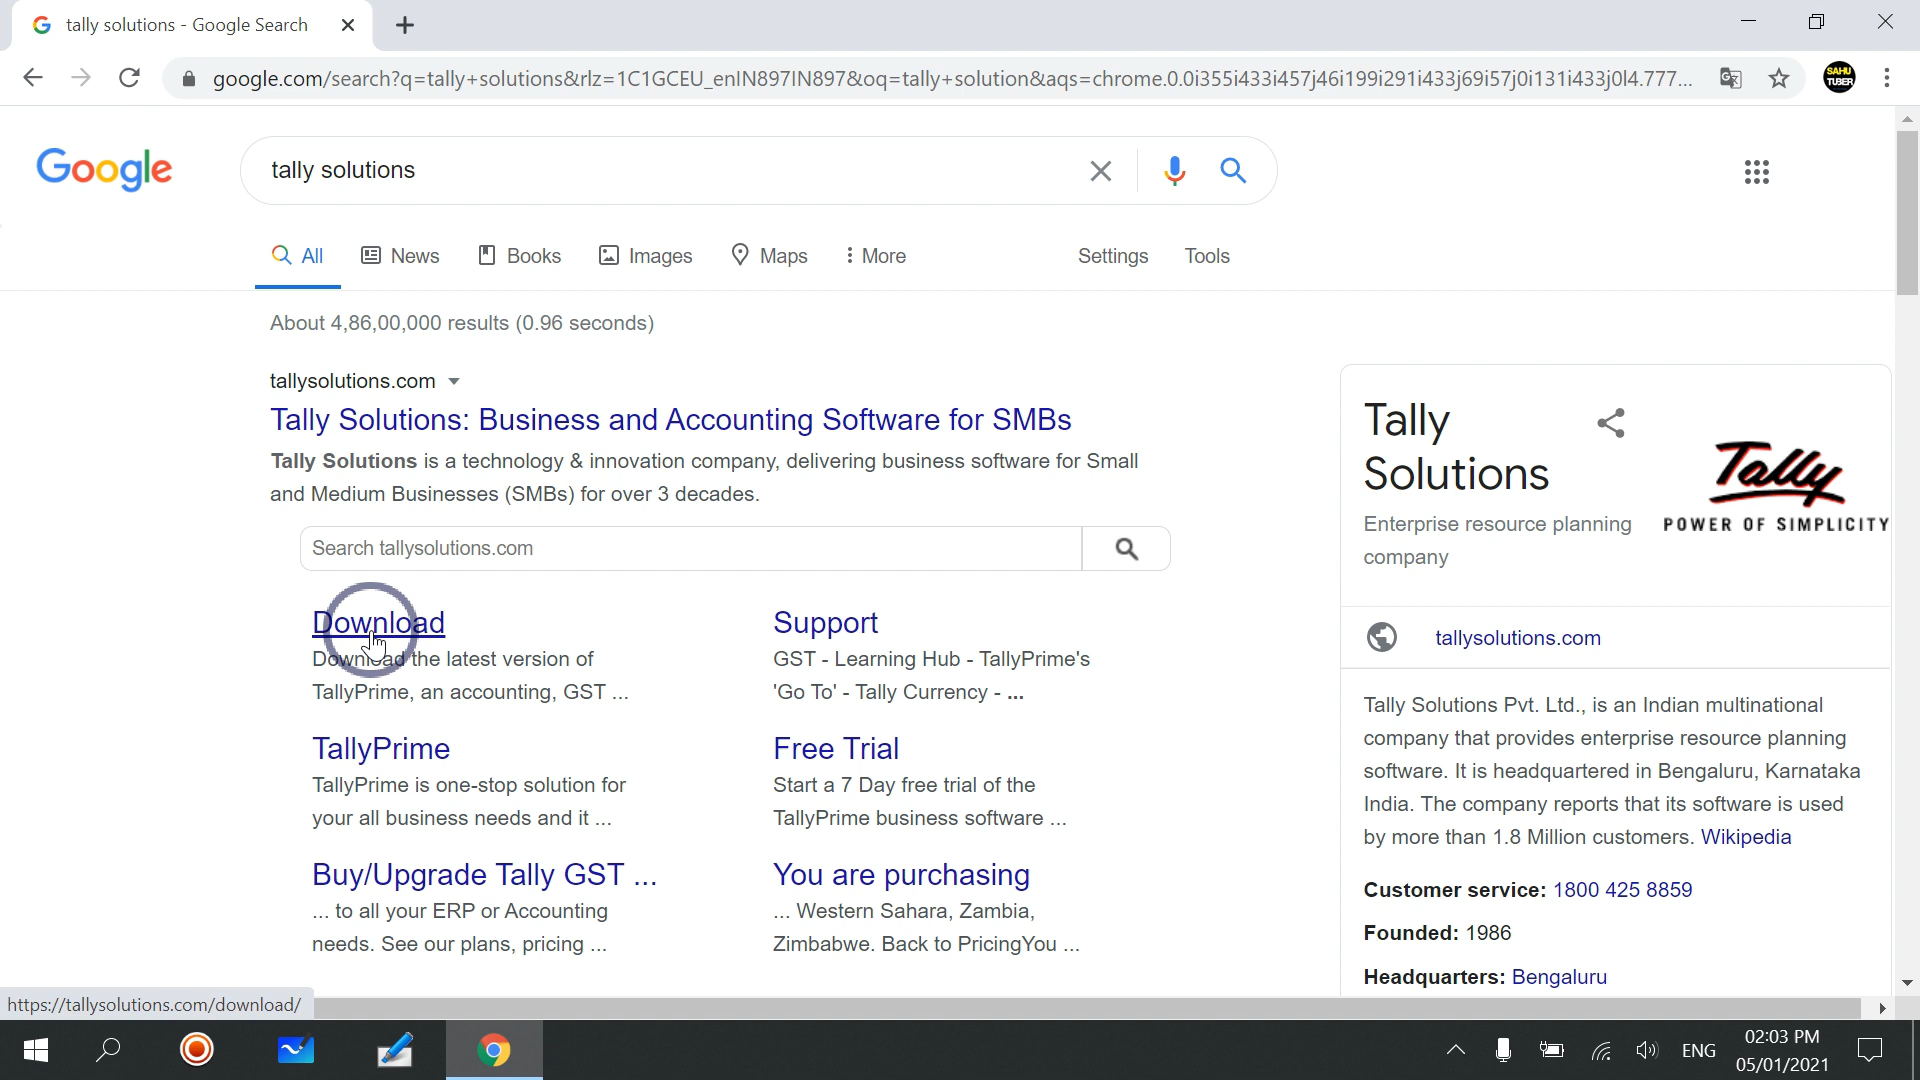 tally solutions - Google Search
google.com/search?q=tally+solutions&rlz=1C1GCEU_enIN897IN897&oq=tally+solution&aqs=chrome.0.0i355i433i457j46i199i291i433j69i57j0i131i433j0l4.777...
SAHU
TUBER
Google
tally solutions
All
News
Books
Images
Maps
More
Settings
Tools
About 4,86,00,000 results (0.96 seconds)
tallysolutions.com
Tally Solutions: Business and Accounting Software for SMBs
Tally Solutions is a technology & innovation company, delivering business software for Small
and Medium Businesses (SMBs) for over 3 decades.
Search tallysolutions.com
Download
Download the latest version of
TallyPrime, an accounting, GST ...
Support
GST - Learning Hub - TallyPrime's
'Go To' - Tally Currency - ...
TallyPrime
TallyPrime is one-stop solution for
your all business needs and it ...
Free Trial
Start a 7 Day free trial of the
TallyPrime business software ...
Buy/Upgrade Tally GST ...
... to all your ERP or Accounting
needs. See our plans, pricing ...
You are purchasing
... Western Sahara, Zambia,
Zimbabwe. Back to PricingYou ...
Tally
Solutions
Enterprise resource planning
company
Tally
POWER OF SIMPLICITY
tallysolutions.com
Tally Solutions Pvt. Ltd., is an Indian multinational
company that provides enterprise resource planning
software. It is headquartered in Bengaluru, Karnataka
India. The company reports that its software is used
by more than 1.8 Million customers. Wikipedia
Customer service: 1800 425 8859
Founded: 1986
Headquarters: Bengaluru
https://tallysolutions.com/download/
ENG
02:03 PM
05/01/2021